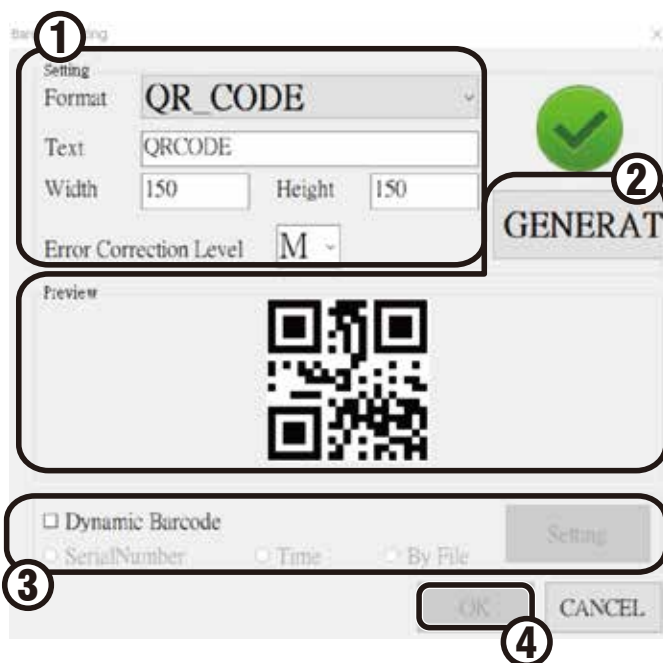 ①
Setting
Format QR_CODE
②
Text QRCODE
Width 150 Height 150
GENERAT
Error Correction Level M
Preview
□ Dynamic Barcode
SerialNumber Time By File Setting
③
OK CANCEL
④